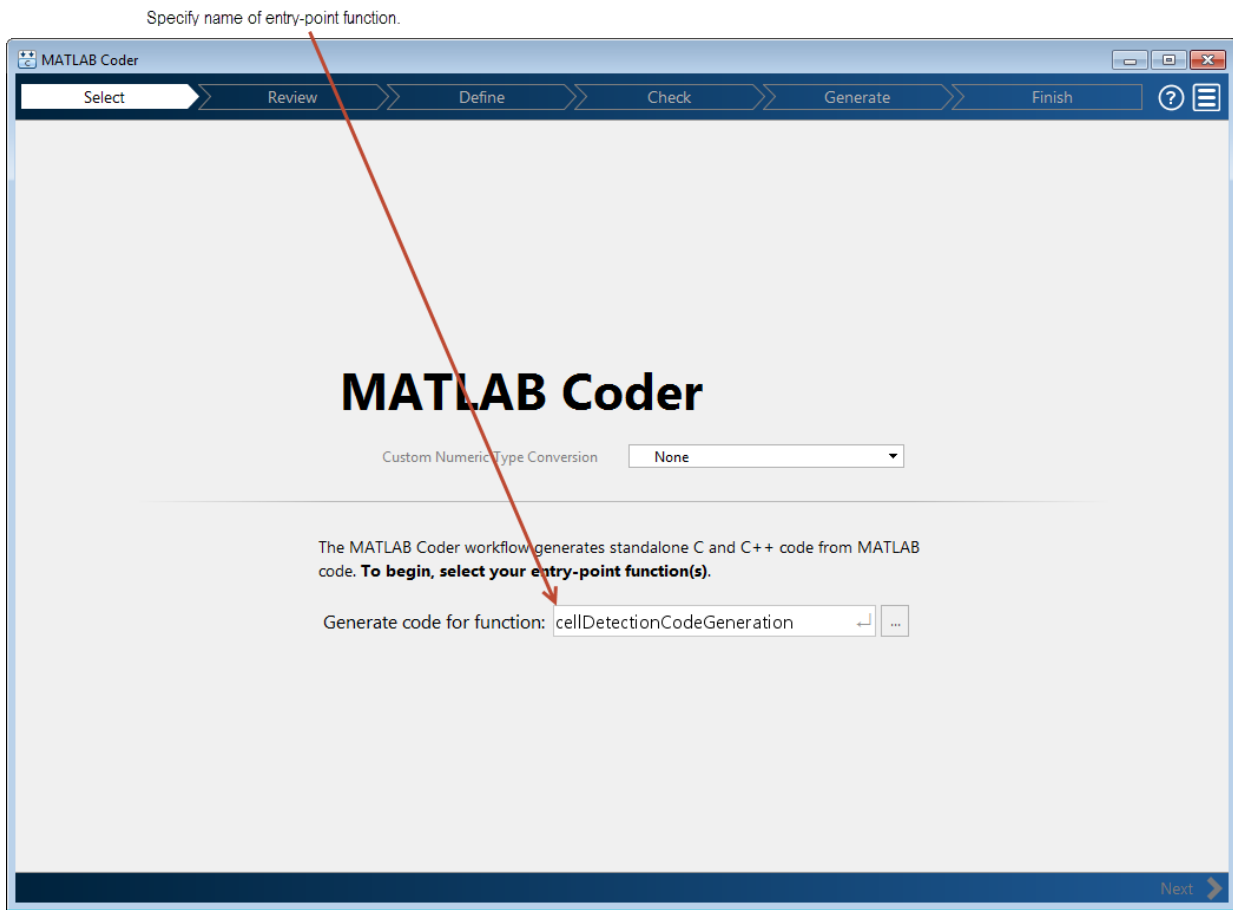 Specify name of entry-point function.
MATLAB Coder
Select Review Define Check Generate Finish ?
MATLAB Coder
Custom Numeric Type Conversion None
The MATLAB Coder workflow generates standalone C and C++ code from MATLAB
code. To begin, select your entry-point function(s).
Generate code for function: cellDetectionCodeGeneration ...
Next